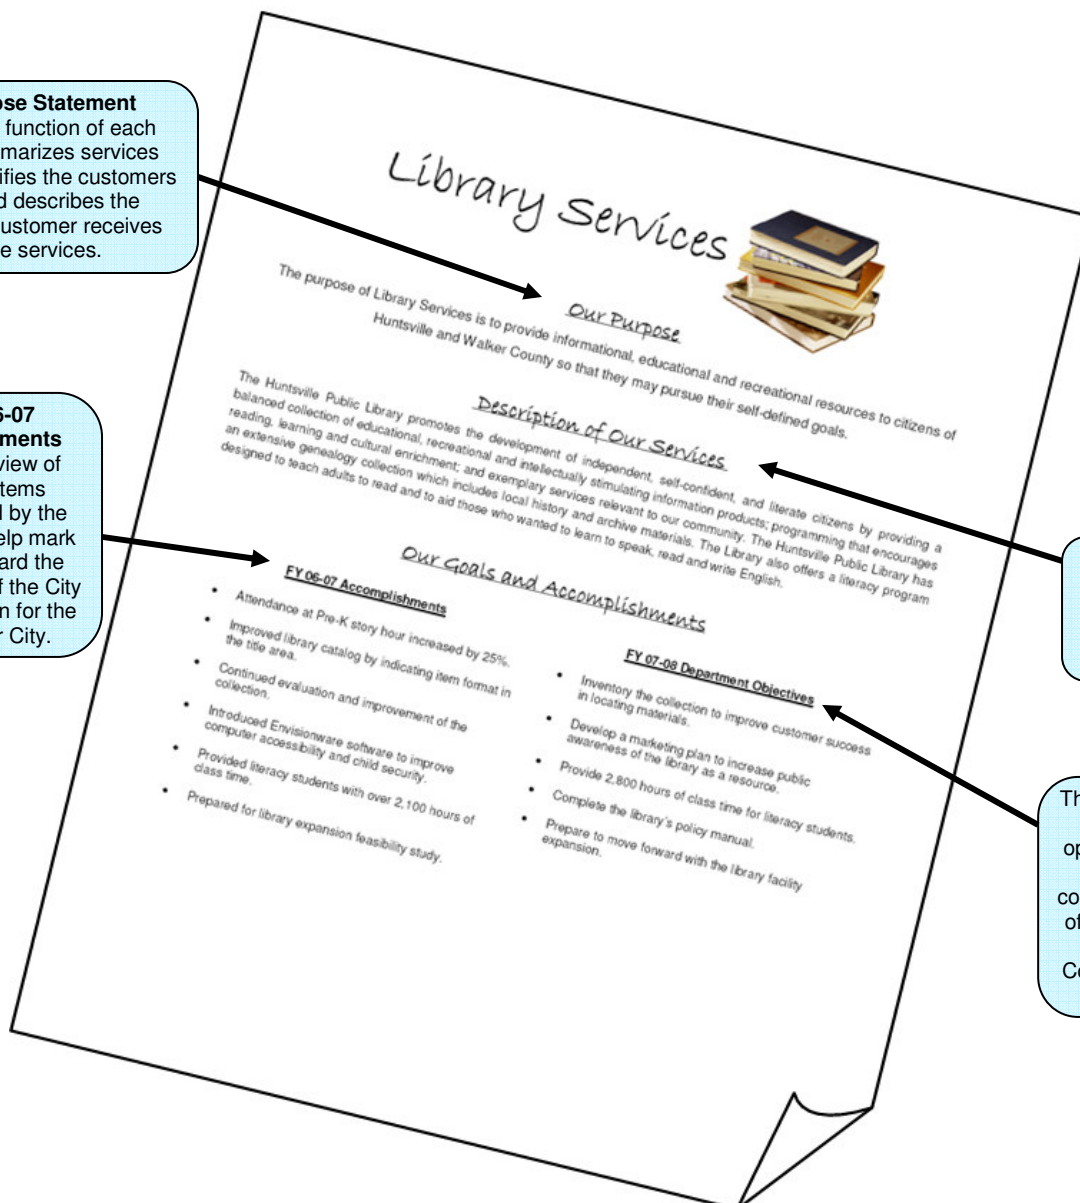 Library Services
Our Purpose
The purpose of Library Services is to provide informational, educational and recreational resources to citizens of
Huntsville and Walker County so that they may pursue their self-defined goals.
Description of Our Services
The Huntsville Public Library promotes the development of independent, self-confident, and literate citizens by providing a
balanced collection of educational, recreational and intellectually stimulating information products; programming that encourages
reading, learning and cultural enrichment; and exemplary services relevant to our community. The Huntsville Public Library has
an extensive genealogy collection which includes local history and archive materials. The Library also offers a literacy program
designed to teach adults to read and to aid those who wanted to learn to speak, read and write English.
Our Goals and Accomplishments
FY 06-07 Accomplishments
• Attendance at Pre-K story hour increased by 25%.
• Improved library catalog by indicating item format in
the title area.
• Continued evaluation and improvement of the
collection.
• Introduced Envisionware software to improve
computer accessibility and child security.
• Provided literacy students with over 2,100 hours of
class time.
• Prepared for library expansion feasibility study.
FY 07-08 Department Objectives
• Inventory the collection to improve customer success
in locating materials.
• Develop a marketing plan to increase public
awareness of the library as a resource.
• Provide 2,800 hours of class time for literacy students.
• Complete the library's policy manual.
• Prepare to move forward with the library facility
expansion.
ose Statement
function of each
marizes services
ifies the customers
d describes the
ustomer receives
e services.
6-07
ments
view of
tems
d by the
elp mark
ard the
f the City
n for the
r City.
Th
op
co
of
Co